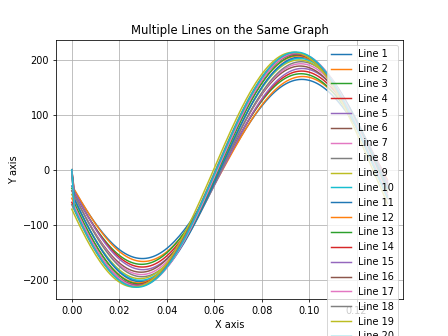 Multiple Lines on the Same Graph
Y axis
200
100
0
−100
−200
0.00
0.02
0.04
0.06
0.08
0.10
X axis
Line 1
Line 2
Line 3
Line 4
Line 5
Line 6
Line 7
Line 8
Line 9
Line 10
Line 11
Line 12
Line 13
Line 14
Line 15
Line 16
Line 17
Line 18
Line 19
Line 20